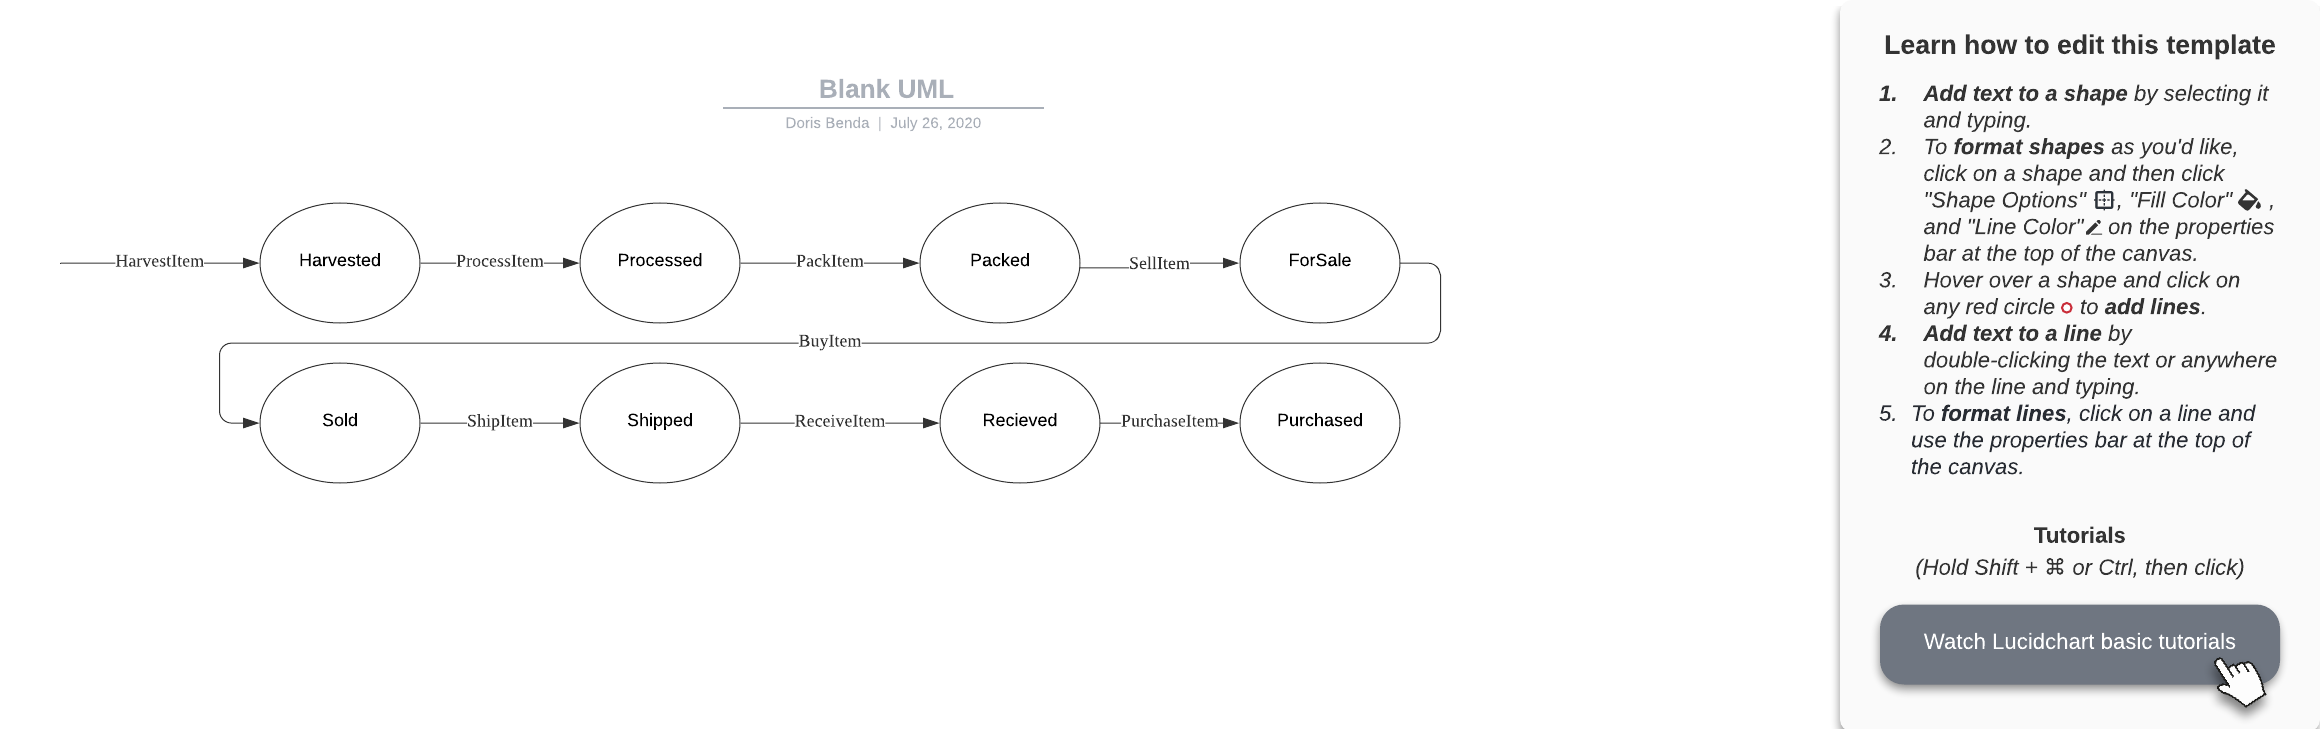 Blank UML
Doris Benda | July 26, 2020
HarvestItem
Harvested
ProcessItem
Processed
PackItem
Packed
SellItem
ForSale
BuyItem
Sold
ShipItem
Shipped
ReceiveItem
Recieved
PurchaseItem
Purchased
Learn how to edit this template
1. Add text to a shape by selecting it
and typing.
2. To format shapes as you'd like,
click on a shape and then click
"Shape Options" , "Fill Color" ,
and "Line Color" on the properties
bar at the top of the canvas.
3. Hover over a shape and click on
any red circle to add lines.
4. Add text to a line by
double-clicking the text or anywhere
on the line and typing.
5. To format lines, click on a line and
use the properties bar at the top of
the canvas.
Tutorials
(Hold Shift + ⌘ or Ctrl, then click)
Watch Lucidchart basic tutorials